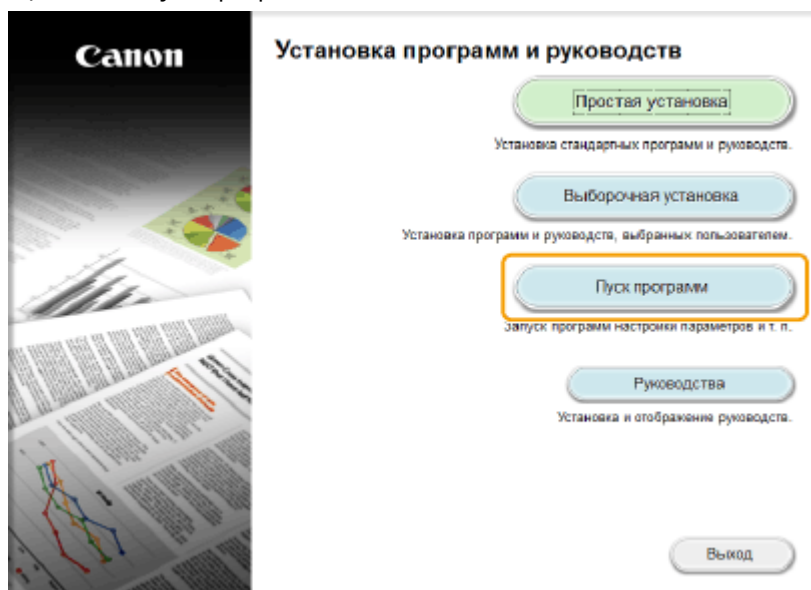 Canon
Установка программ и руководств
Простая установка
Установка стандартных программ и руководств.
Выборочная установка
Установка программ и руководств, выбранных пользователем.
Пуск программ
Запуск программ настройки параметров и т. п.
Руководства
Установка и отображение руководств.
Выход